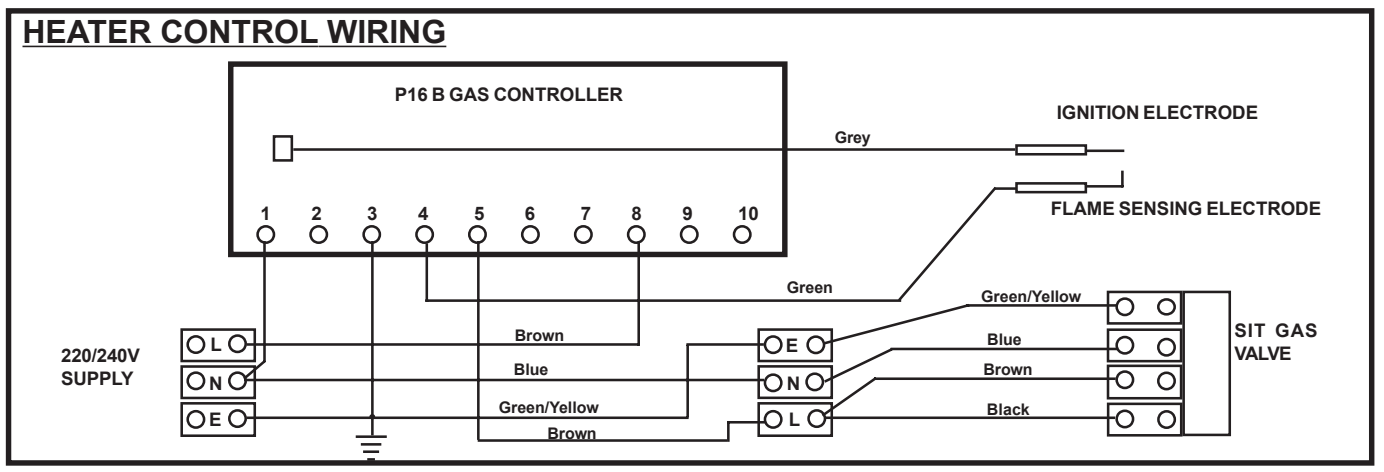 HEATER CONTROL WIRING
P16 B GAS CONTROLLER
IGNITION ELECTRODE
Grey
1 2 3 4 5 6 7 8 9 10
FLAME SENSING ELECTRODE
Green
Green/Yellow
SIT GAS
VALVE
220/240V
SUPPLY
L
Brown
E
Blue
N
Blue
N
Brown
E
Green/Yellow
L
Black
Brown